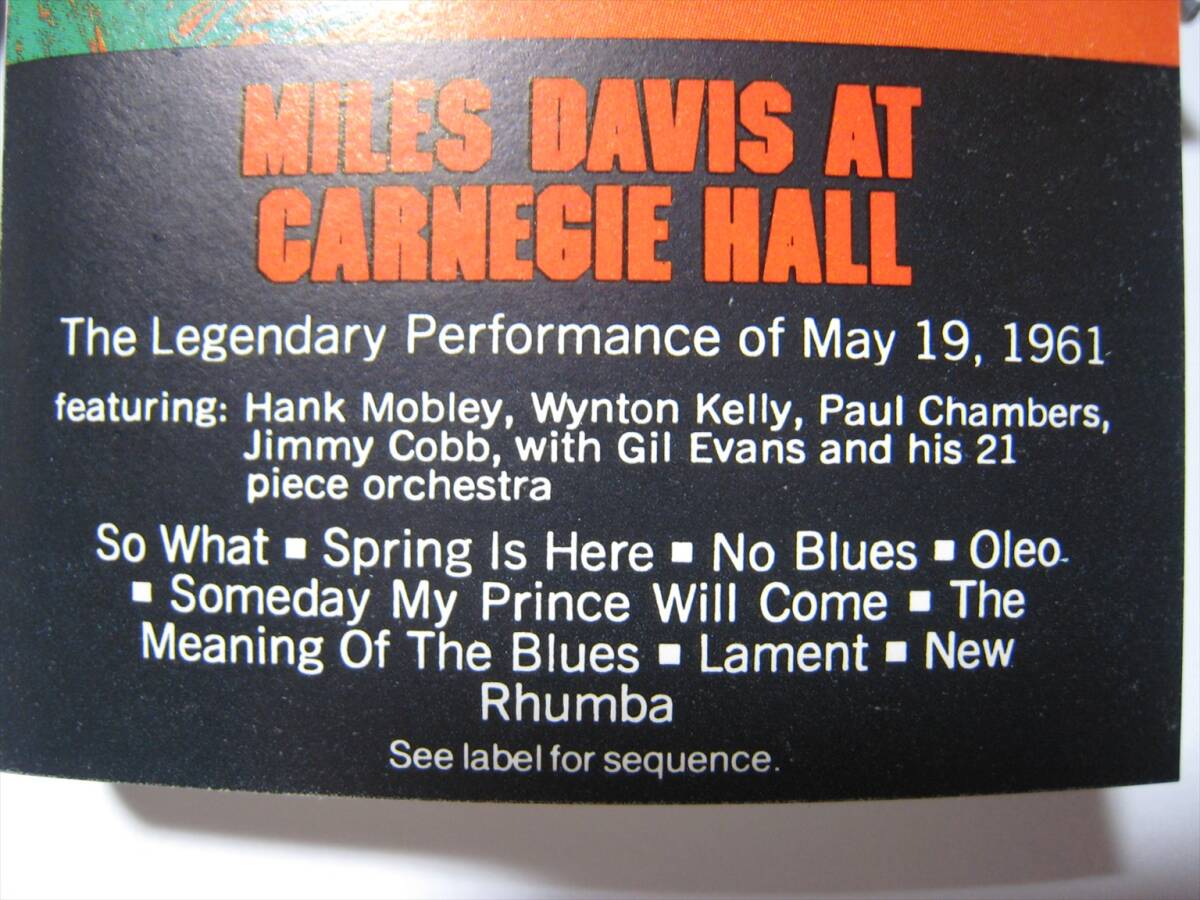 MILES DAVIS AT
CARNEGIE HALL
The Legendary Performance of May 19, 1961
featuring: Hank Mobley, Wynton Kelly, Paul Chambers,
Jimmy Cobb, with Gil Evans and his 21
piece orchestra
So What ■ Spring Is Here ■ No Blues ■ Oleo
■ Someday My Prince Will Come ■ The
Meaning Of The Blues ■ Lament ■ New
Rhumba
See label for sequence.